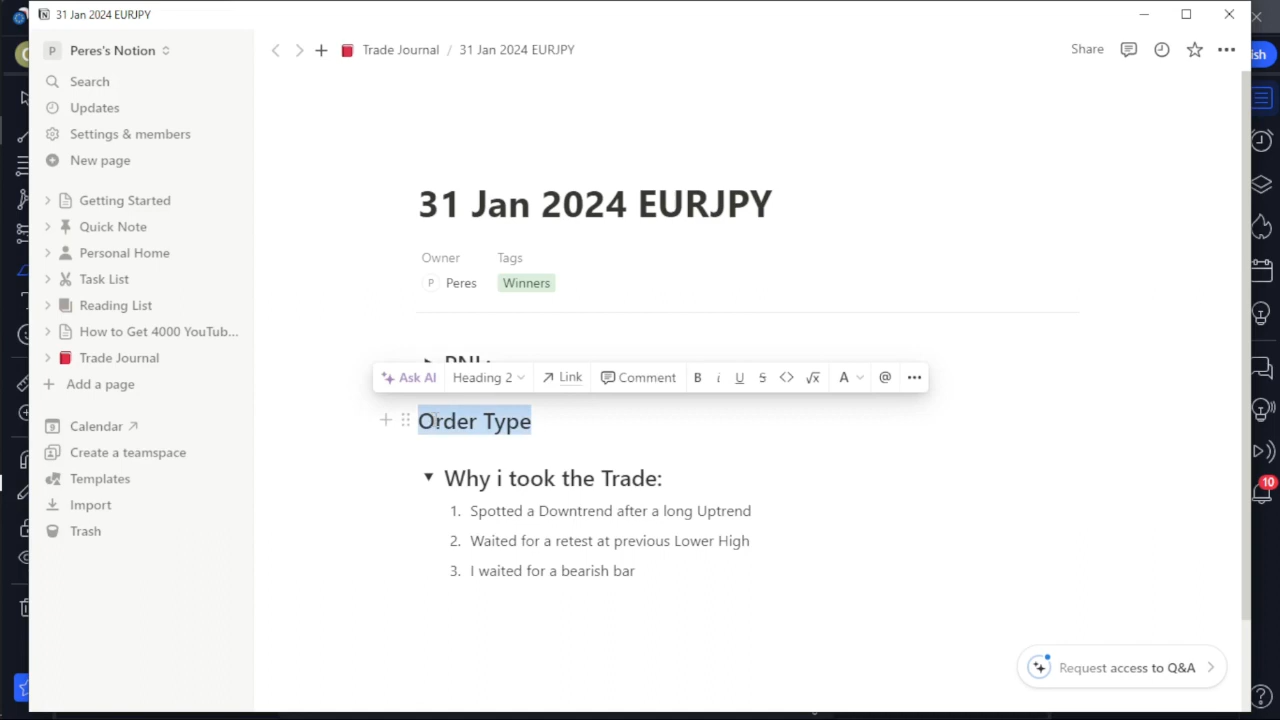 31 Jan 2024 EURJPY
P Peres's Notion
Search
Updates
Settings & members
New page
Getting Started
Quick Note
Personal Home
Task List
Reading List
How to Get 4000 YouTub...
Trade Journal
Add a page
9 Calendar
Create a teamspace
Templates
Import
Trash
Trade Journal / 31 Jan 2024 EURJPY
Share
31 Jan 2024 EURJPY
Owner Tags
P Peres Winners
PNL:
Ask AI Heading 2 Link Comment B i U S <> √x A @
Order Type
Why i took the Trade:
1. Spotted a Downtrend after a long Uptrend
2. Waited for a retest at previous Lower High
3. I waited for a bearish bar
Request access to Q&A
sh
10